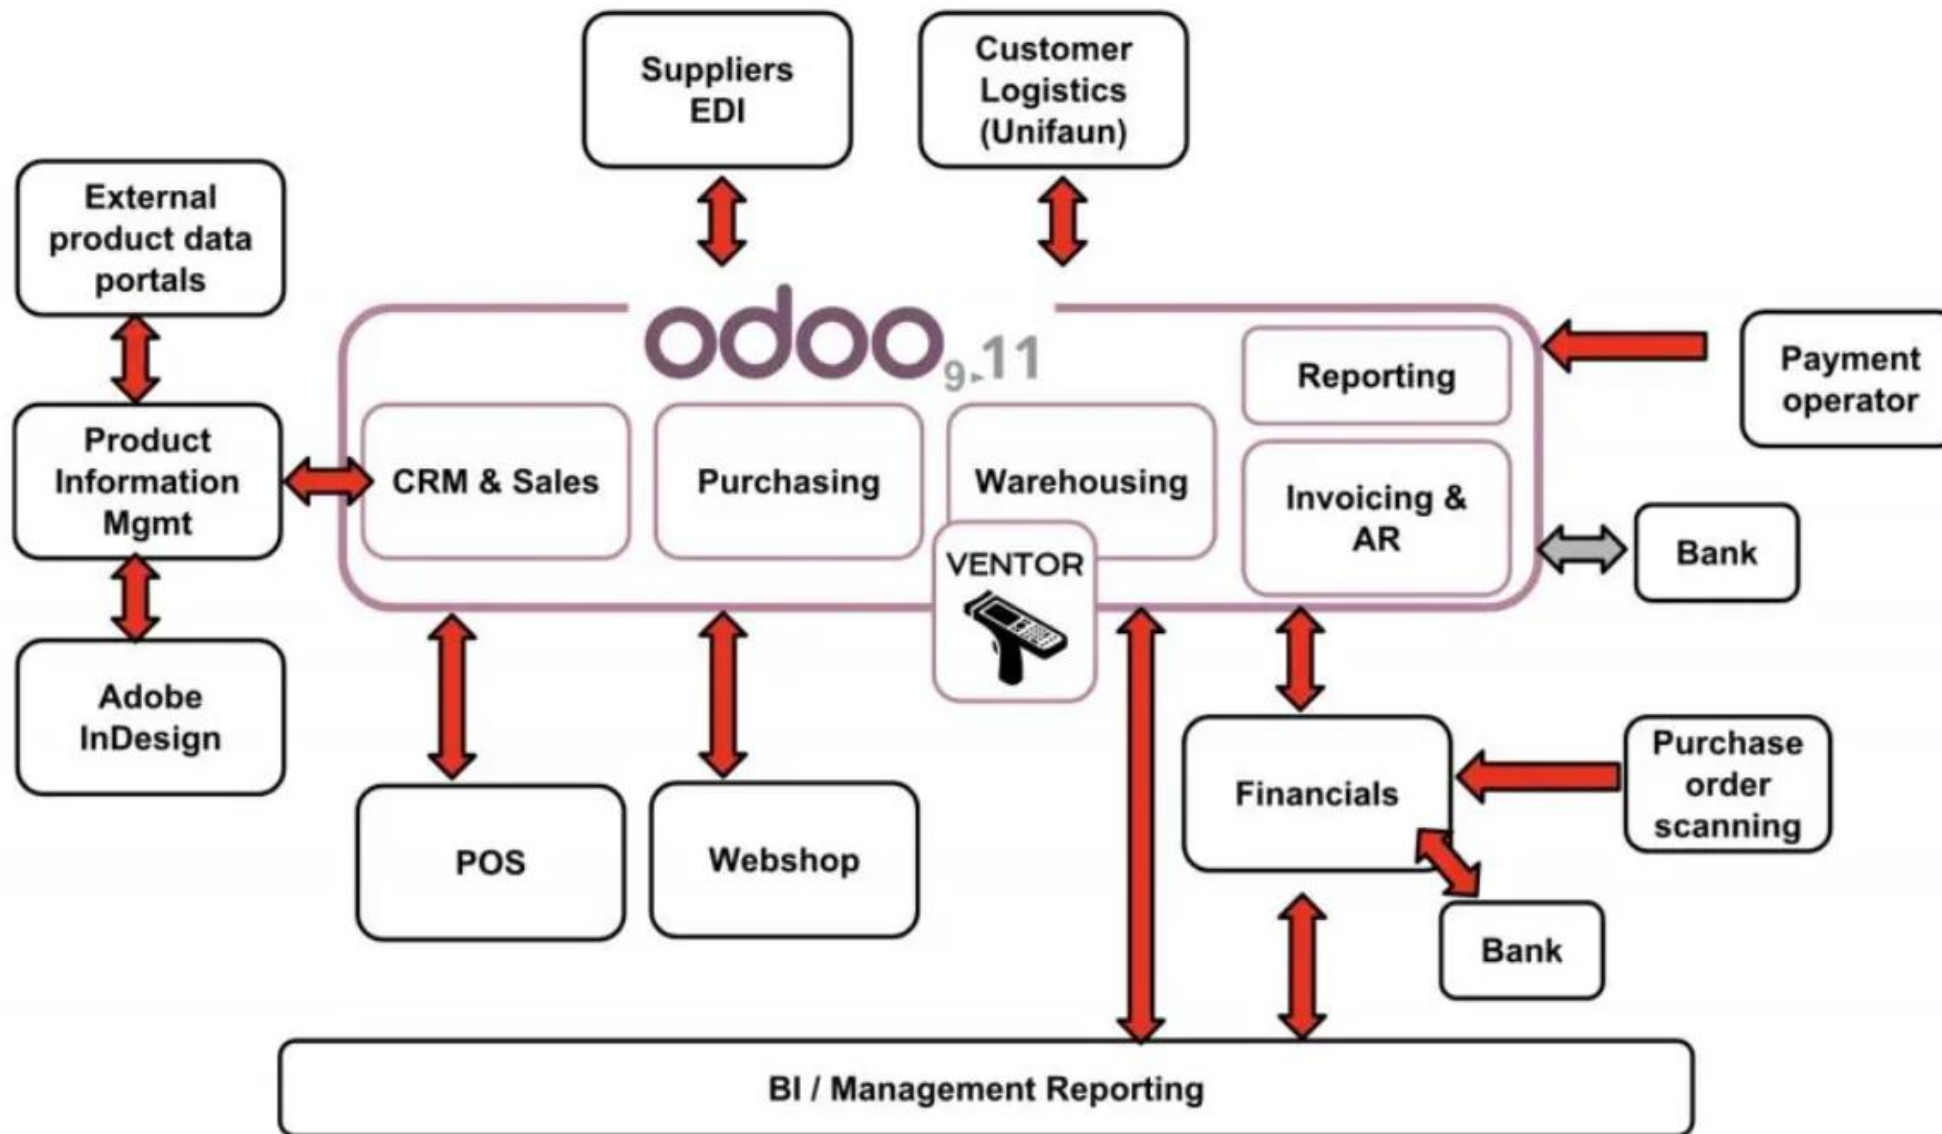 Suppliers
EDI
Customer
Logistics
(Unifaun)
External
product data
portals
odoo
9▸11
Reporting
Payment
operator
Product
Information
Mgmt
CRM & Sales
Purchasing
Warehousing
Invoicing &
AR
Bank
VENTOR
Adobe
InDesign
POS
Webshop
Financials
Purchase
order
scanning
Bank
BI / Management Reporting